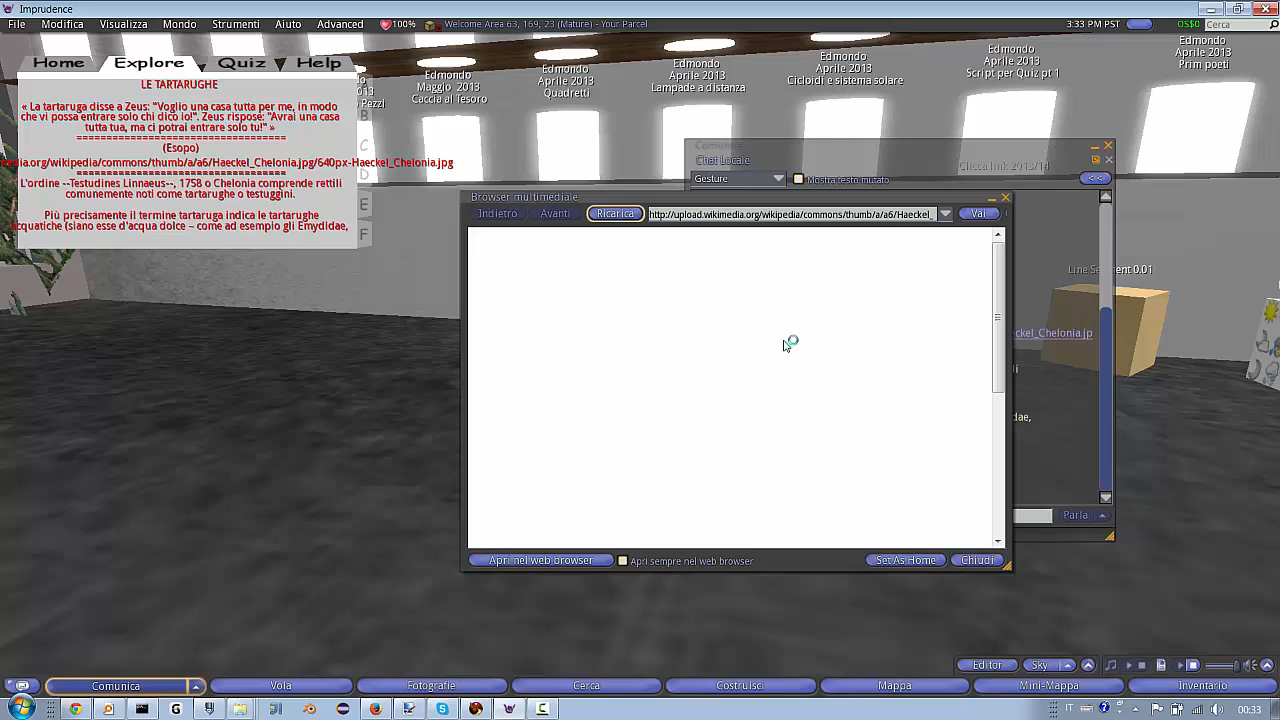 Imprudence
File Modifica Visualizza Mondo Strumenti Aiuto Advanced 100% Welcome Area 63, 169, 23 (Mature) - Your Parcel 3:33 PM PST OS$0 Cerca
Home Explore Quiz Help
LE TARTARUGHE
« La tartaruga disse a Zeus: "Voglio una casa tutta per me, in modo
che vi possa entrare solo chi dico io!". Zeus rispose: "Avrai una casa
tutta tua, ma ci potrai entrare solo tu!" »
(Esopo)
media.org/wikipedia/commons/thumb/a/a6/Haeckel_Chelonia.jpg/640px-Haeckel_Chelonia.jpg
L'ordine --Testudines Linnaeus--, 1758 o Chelonia comprende rettili
comunemente noti come tartarughe o testuggini.
Più precisamente il termine tartaruga indica le tartarughe
acquatiche (siano esse d'acqua dolce – come ad esempio gli Emydidae,
B
C
D
E
F
Pezzi
Edmondo
Maggio 2013
Caccia al Tesoro
Edmondo
Aprile 2013
Quadretti
Edmondo
Aprile 2013
Lampade a distanza
Edmondo
Aprile 2013
Cicloidi e sistema solare
Edmondo
Aprile 2013
Script per Quiz pt 1
Edmondo
Aprile 2013
Prim poeti
Comunica
Chat Locale
Clicca link 2013/14
Gesture Mostra testo mutato <<
Browser multimediale
Indietro Avanti Ricarica http://upload.wikimedia.org/wikipedia/commons/thumb/a/a6/Haeckel_ Vai
Line Segment 0.01
eckel_Chelonia.jp
dae,
Parla
Apri nel web browser Apri sempre nel web browser Set As Home Chiudi
Editor Sky
Comunica Vola Fotografie Cerca Costruisci Mappa Mini-Mappa Inventario
IT 00:33